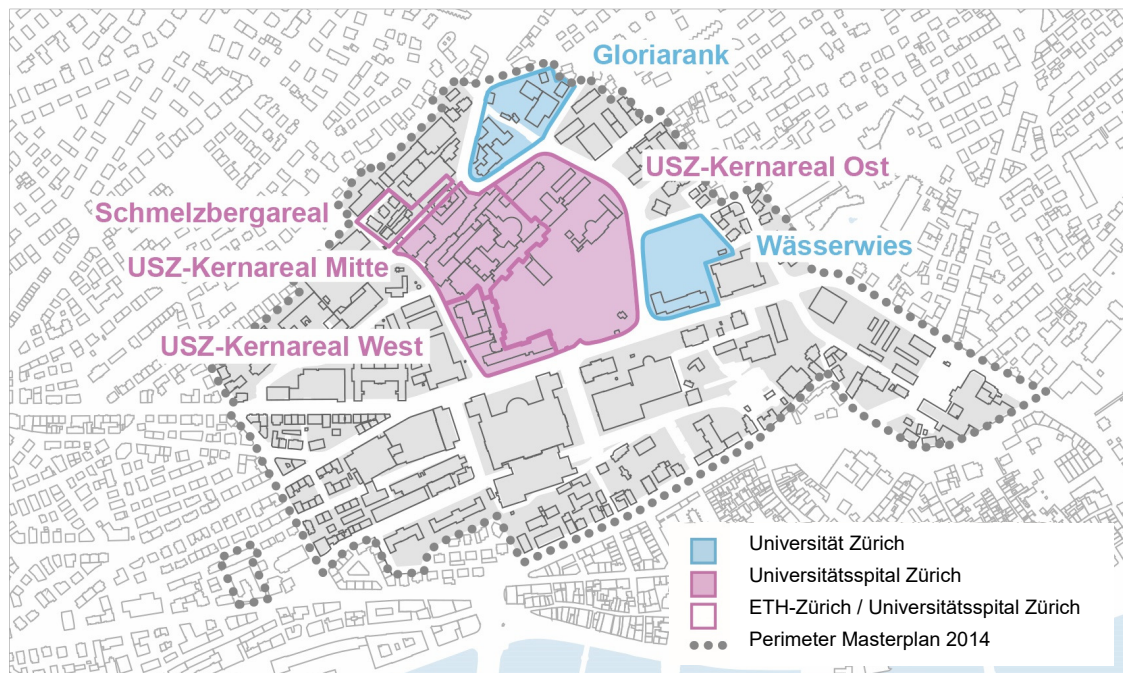 Gloriarank
USZ-Kernareal Ost
Schmelzbergareal
Wässerwies
USZ-Kernareal Mitte
USZ-Kernareal West
Universität Zürich
Universitätsspital Zürich
ETH-Zürich / Universitätsspital Zürich
Perimeter Masterplan 2014